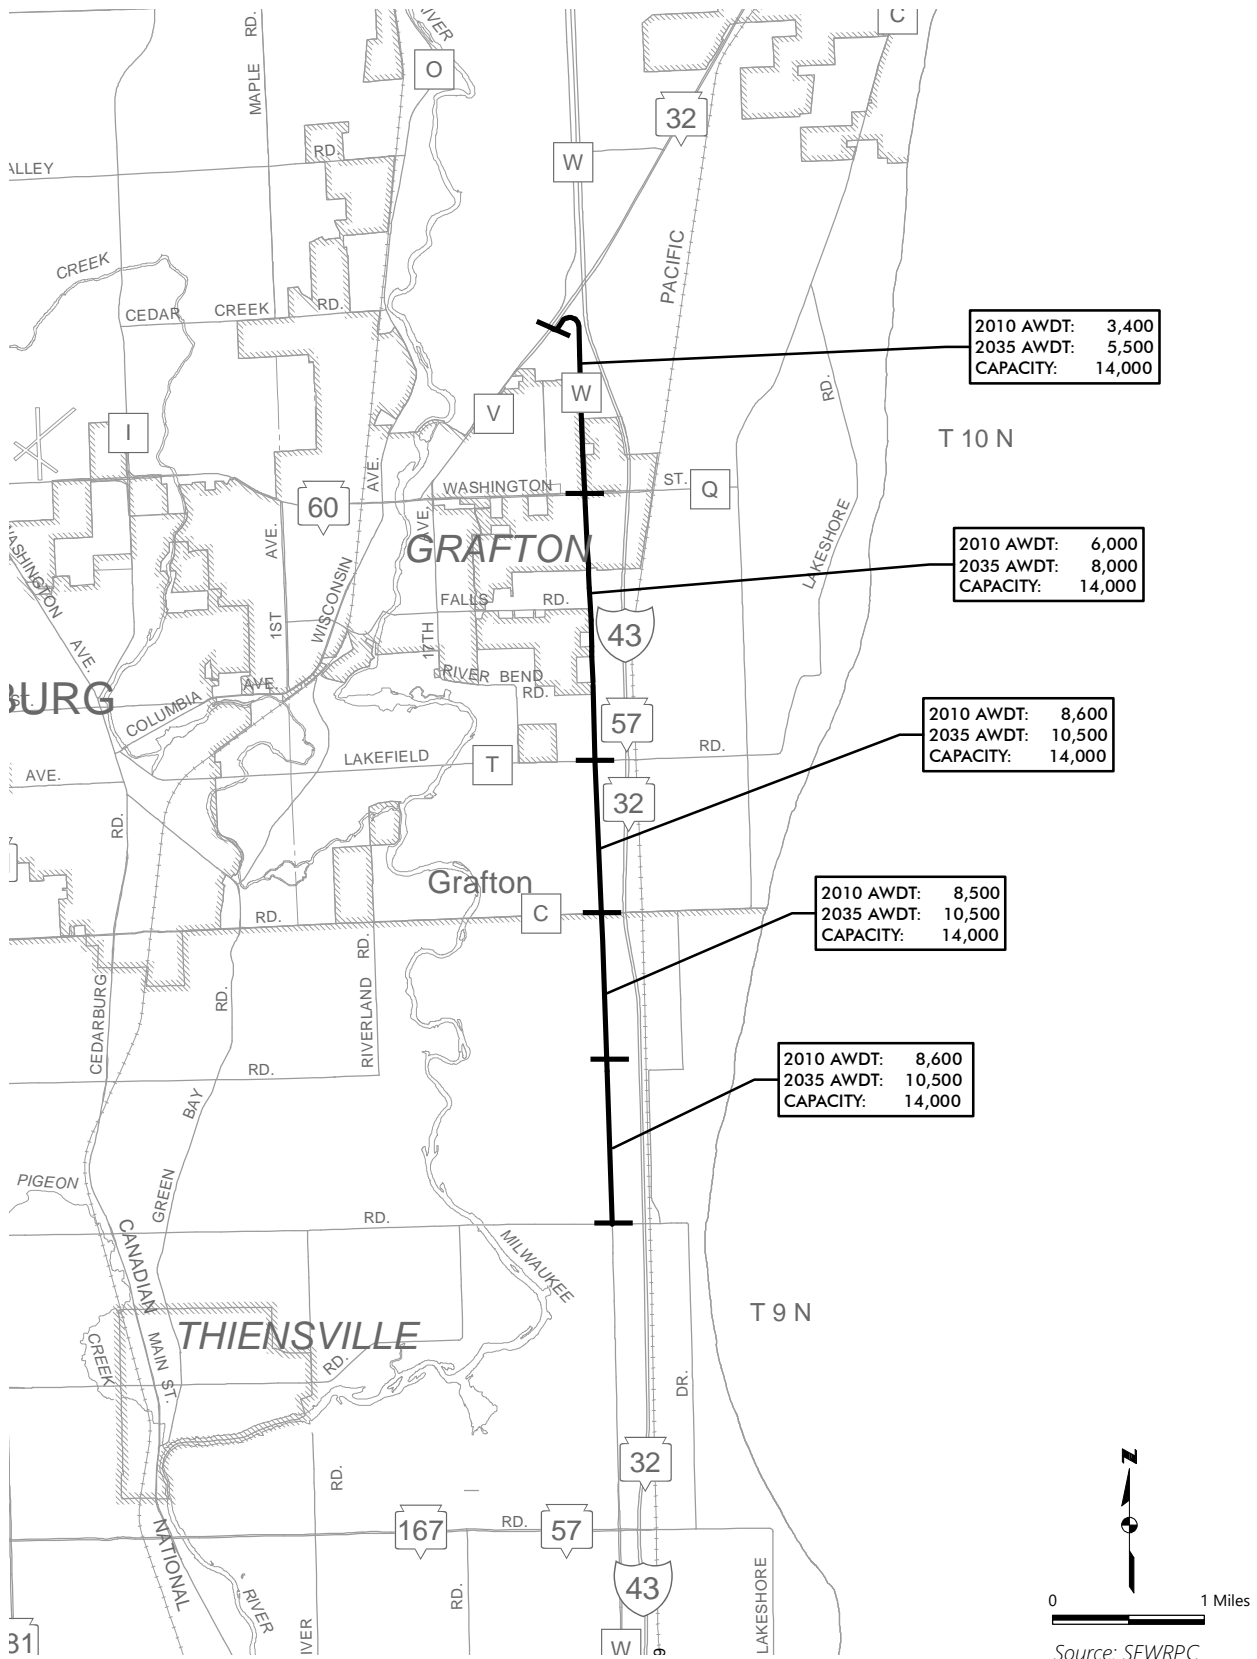 C
RIVER
O
MAPLE RD.
32
W
RD.
ALLEY
PACIFIC
CREEK
CEDAR CREEK RD.
2010 AWDT: 3,400
2035 AWDT: 5,500
CAPACITY: 14,000
W
V
RD.
I
T 10 N
AVE.
WASHINGTON ST.
Q
60
AVE.
AVE.
GRAFTON
LAKESHORE
2010 AWDT: 6,000
2035 AWDT: 8,000
CAPACITY: 14,000
WASHINGTON
AVE.
WISCONSIN
FALLS RD.
1ST
17TH
43
RIVER BEND
RD.
AVE.
BURG
ST.
COLUMBIA
57
2010 AWDT: 8,600
2035 AWDT: 10,500
CAPACITY: 14,000
LAKEFIELD
T
RD.
AVE.
32
RD.
Grafton
RD.
C
2010 AWDT: 8,500
2035 AWDT: 10,500
CAPACITY: 14,000
CEDARBURG
RD.
RIVERLAND RD.
RD.
BAY
2010 AWDT: 8,600
2035 AWDT: 10,500
CAPACITY: 14,000
PIGEON
GREEN
RD.
CANADIAN
MILWAUKEE
T 9 N
THIENSVILLE
CREEK
MAIN ST.
RD.
DR.
32
RD.
167
RD.
57
NATIONAL
43
RIVER
RD.
IVER
LAKESHORE
W
0 1 Miles
Source: SEWRPC